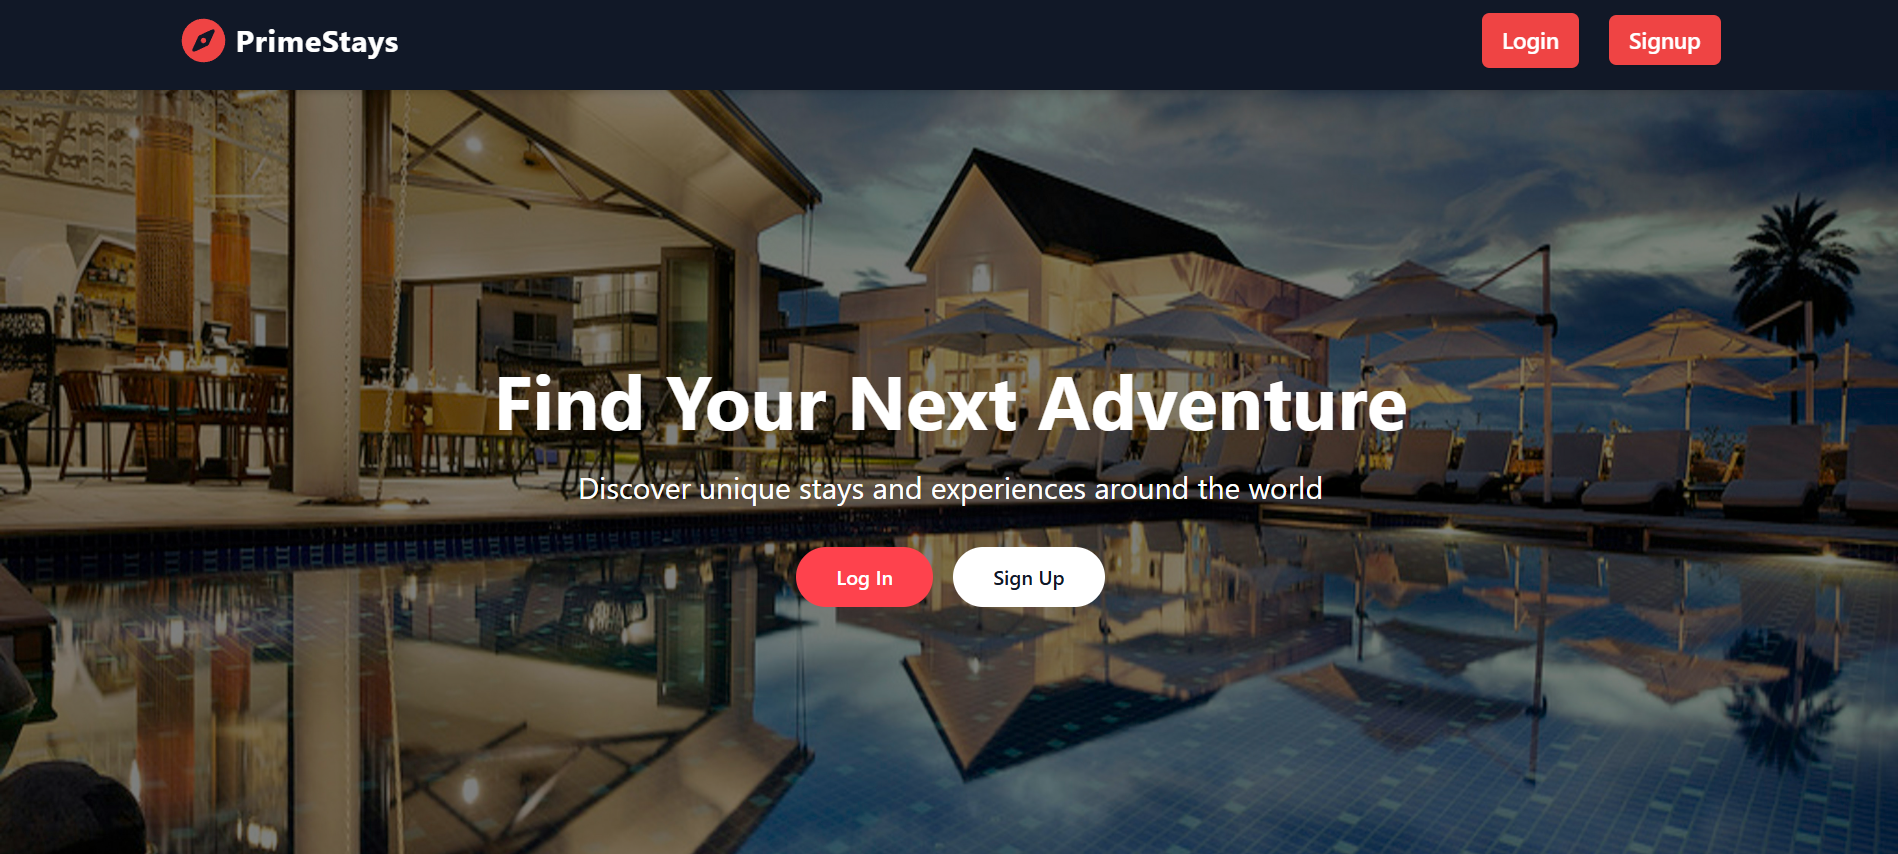 PrimeStays
Login
Signup
Find Your Next Adventure
Discover unique stays and experiences around the world
Log In
Sign Up